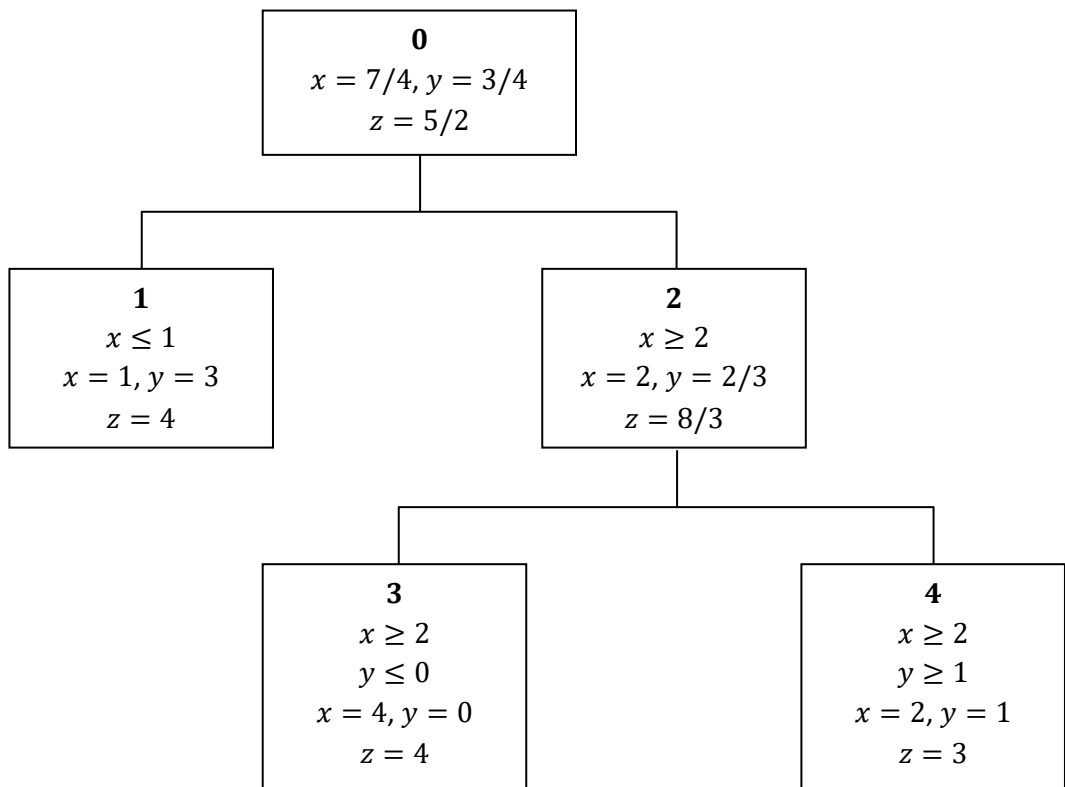 0
x = 7/4, y = 3/4
z = 5/2
1
x ≤ 1
x = 1, y = 3
z = 4
2
x ≥ 2
x = 2, y = 2/3
z = 8/3
3
x ≥ 2
y ≤ 0
x = 4, y = 0
z = 4
4
x ≥ 2
y ≥ 1
x = 2, y = 1
z = 3